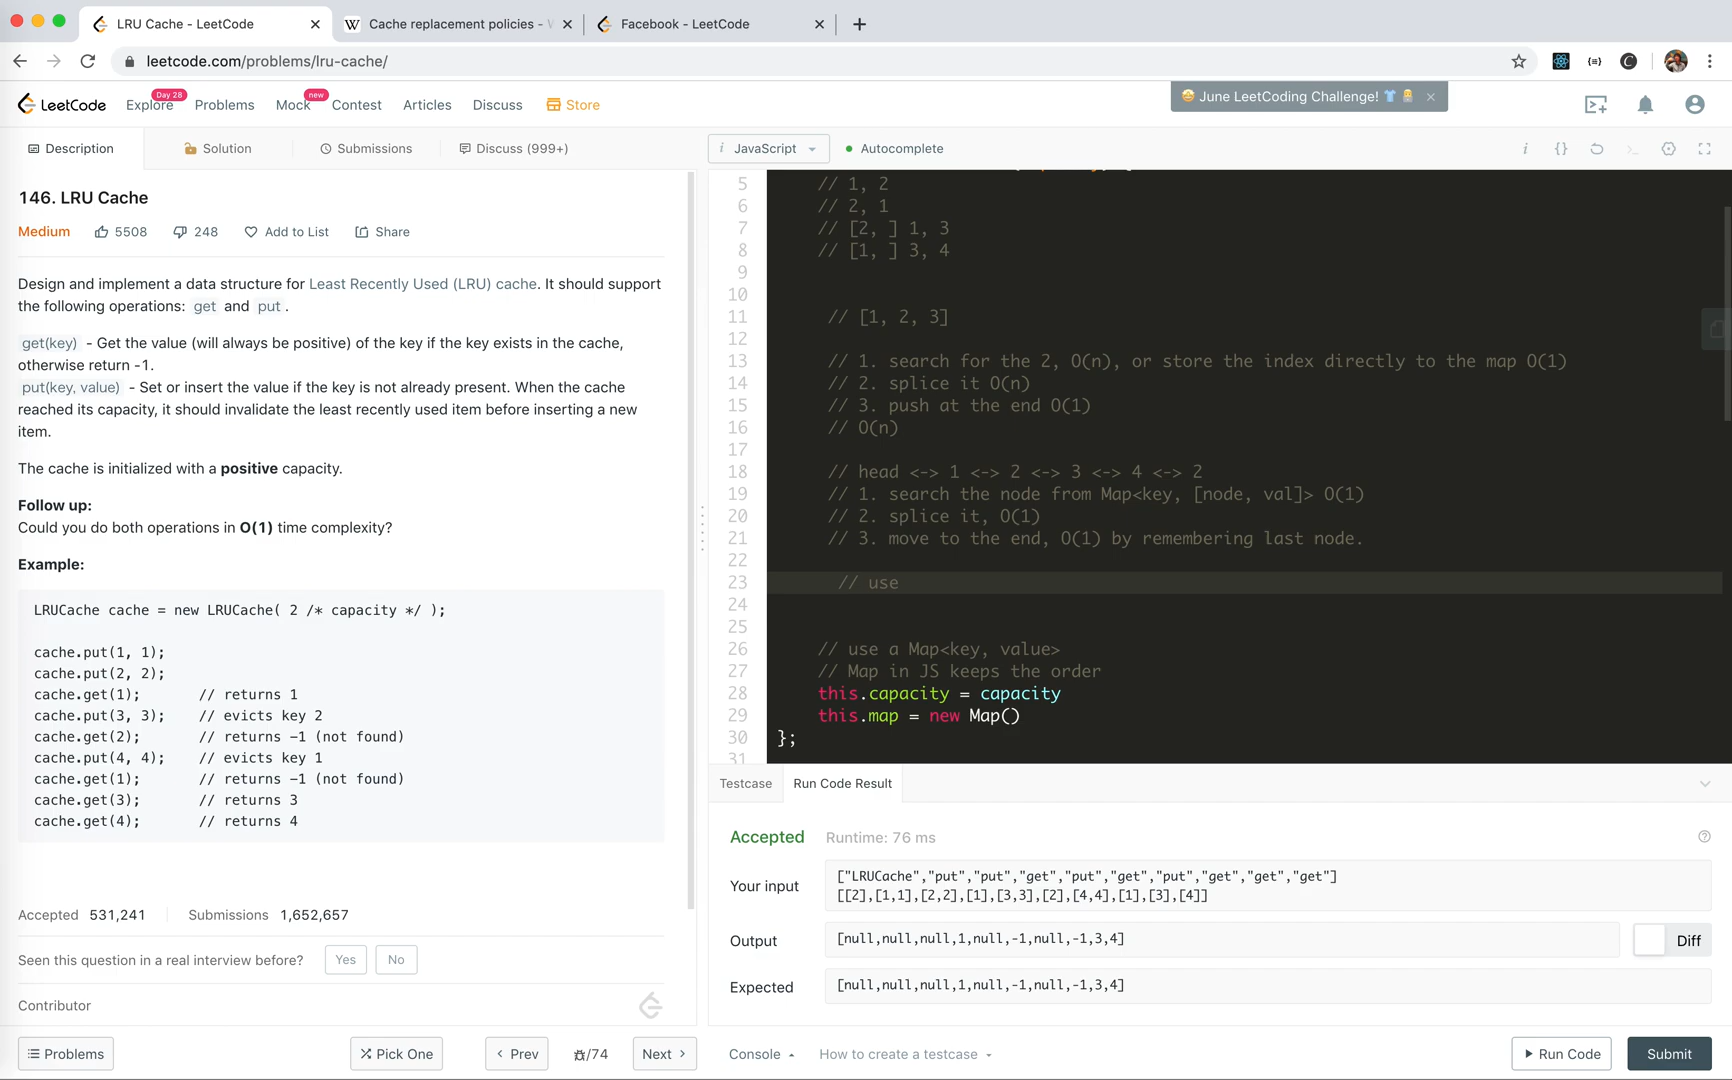 LRU Cache - LeetCode
Cache replacement policies -
Facebook - LeetCode
leetcode.com/problems/lru-cache/
LeetCode
Explore
Day 28
Problems
Mock
new
Contest
Articles
Discuss
Store
June LeetCoding Challenge!
Description
Solution
Submissions
Discuss (999+)
146. LRU Cache
Medium
5508
248
Add to List
Share
Design and implement a data structure for Least Recently Used (LRU) cache. It should support
the following operations: get and put .
get(key) - Get the value (will always be positive) of the key if the key exists in the cache,
otherwise return -1.
put(key, value) - Set or insert the value if the key is not already present. When the cache
reached its capacity, it should invalidate the least recently used item before inserting a new
item.
The cache is initialized with a positive capacity.
Follow up:
Could you do both operations in O(1) time complexity?
Example:
LRUCache cache = new LRUCache( 2 /* capacity */ );
cache.put(1, 1);
cache.put(2, 2);
cache.get(1);       // returns 1
cache.put(3, 3);    // evicts key 2
cache.get(2);       // returns -1 (not found)
cache.put(4, 4);    // evicts key 1
cache.get(1);       // returns -1 (not found)
cache.get(3);       // returns 3
cache.get(4);       // returns 4
Accepted 531,241
Submissions 1,652,657
Seen this question in a real interview before?
Yes
No
Contributor
Problems
Pick One
Prev
/74
Next
JavaScript
Autocomplete
5 // 1, 2
6 // 2, 1
7 // [2, ] 1, 3
8 // [1, ] 3, 4
9
10
11 // [1, 2, 3]
12
13 // 1. search for the 2, O(n), or store the index directly to the map O(1)
14 // 2. splice it O(n)
15 // 3. push at the end O(1)
16 // O(n)
17
18 // head <-> 1 <-> 2 <-> 3 <-> 4 <-> 2
19 // 1. search the node from Map<key, [node, val]> O(1)
20 // 2. splice it, O(1)
21 // 3. move to the end, O(1) by remembering last node.
22
23 // use
24
25
26 // use a Map<key, value>
27 // Map in JS keeps the order
28 this.capacity = capacity
29 this.map = new Map()
30 };
31
Testcase
Run Code Result
Accepted
Runtime: 76 ms
Your input
["LRUCache","put","put","get","put","get","put","get","get","get"]
[[2],[1,1],[2,2],[1],[3,3],[2],[4,4],[1],[3],[4]]
Output
[null,null,null,1,null,-1,null,-1,3,4]
Diff
Expected
[null,null,null,1,null,-1,null,-1,3,4]
Console
How to create a testcase
Run Code
Submit